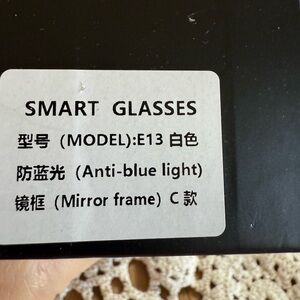 SMART GLASSES
型号（MODEL):E13 白色
防蓝光（Anti-blue light)
镜框（Mirror frame）C 款